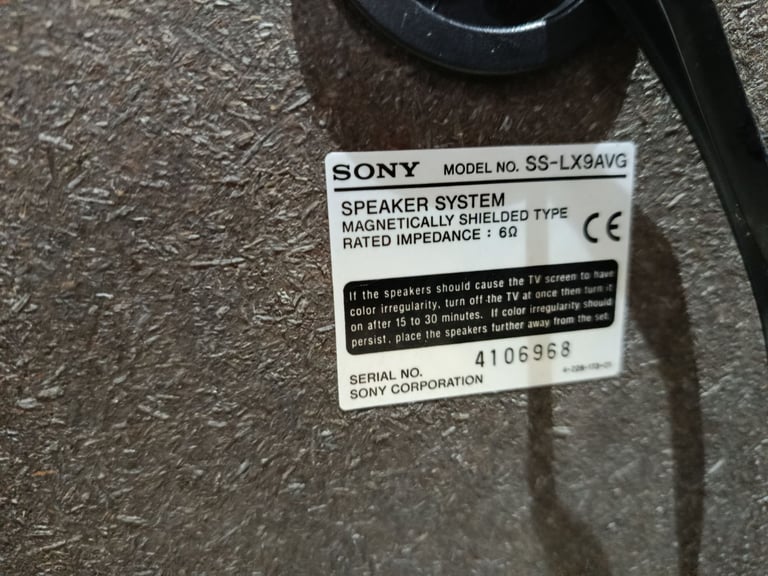 SONY MODEL NO. SS-LX9AVG
SPEAKER SYSTEM
MAGNETICALLY SHIELDED TYPE
RATED IMPEDANCE : 6Ω
CE
If the speakers should cause the TV screen to have
color irregularity, turn off the TV at once then turn it
on after 15 to 30 minutes. If color irregularity should
persist, place the speakers further away from the set.
SERIAL NO. 4106968
SONY CORPORATION